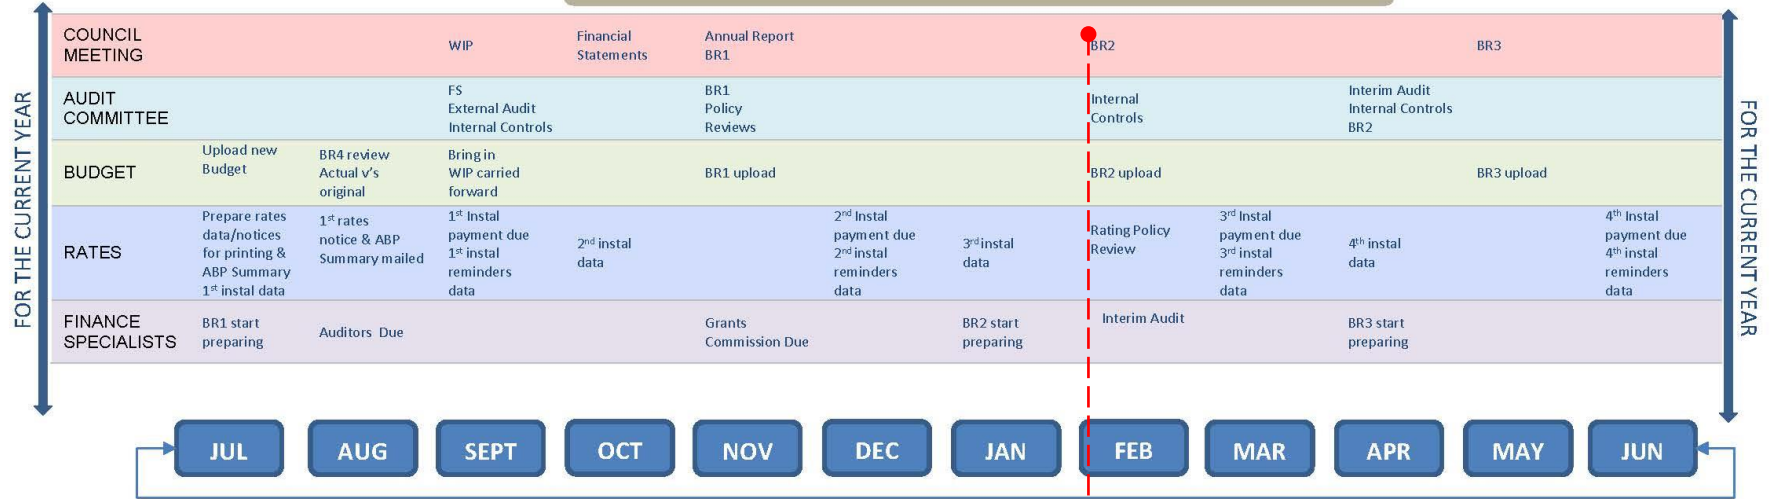 FOR THE CURRENT YEAR
COUNCIL
MEETING
WIP
Financial
Statements
Annual Report
BR1
BR2
BR3
AUDIT
COMMITTEE
FS
External Audit
Internal Controls
BR1
Policy
Reviews
Internal
Controls
Interim Audit
Internal Controls
BR2
BUDGET
Upload new
Budget
BR4 review
Actual v's
original
Bring in
WIP carried
forward
BR1 upload
BR2 upload
BR3 upload
RATES
Prepare rates
data/notices
for printing &
ABP Summary
1st instal data
1st rates
notice & ABP
Summary mailed
1st Instal
payment due
1st instal
reminders
data
2nd instal
data
2nd Instal
payment due
2nd instal
reminders
data
3rd instal
data
Rating Policy
Review
3rd Instal
payment due
3rd instal
reminders
data
4th instal
data
4th Instal
payment due
4th instal
reminders
data
FINANCE
SPECIALISTS
BR1 start
preparing
Auditors Due
Grants
Commission Due
BR2 start
preparing
Interim Audit
BR3 start
preparing
FOR THE CURRENT YEAR
JUL
AUG
SEPT
OCT
NOV
DEC
JAN
FEB
MAR
APR
MAY
JUN